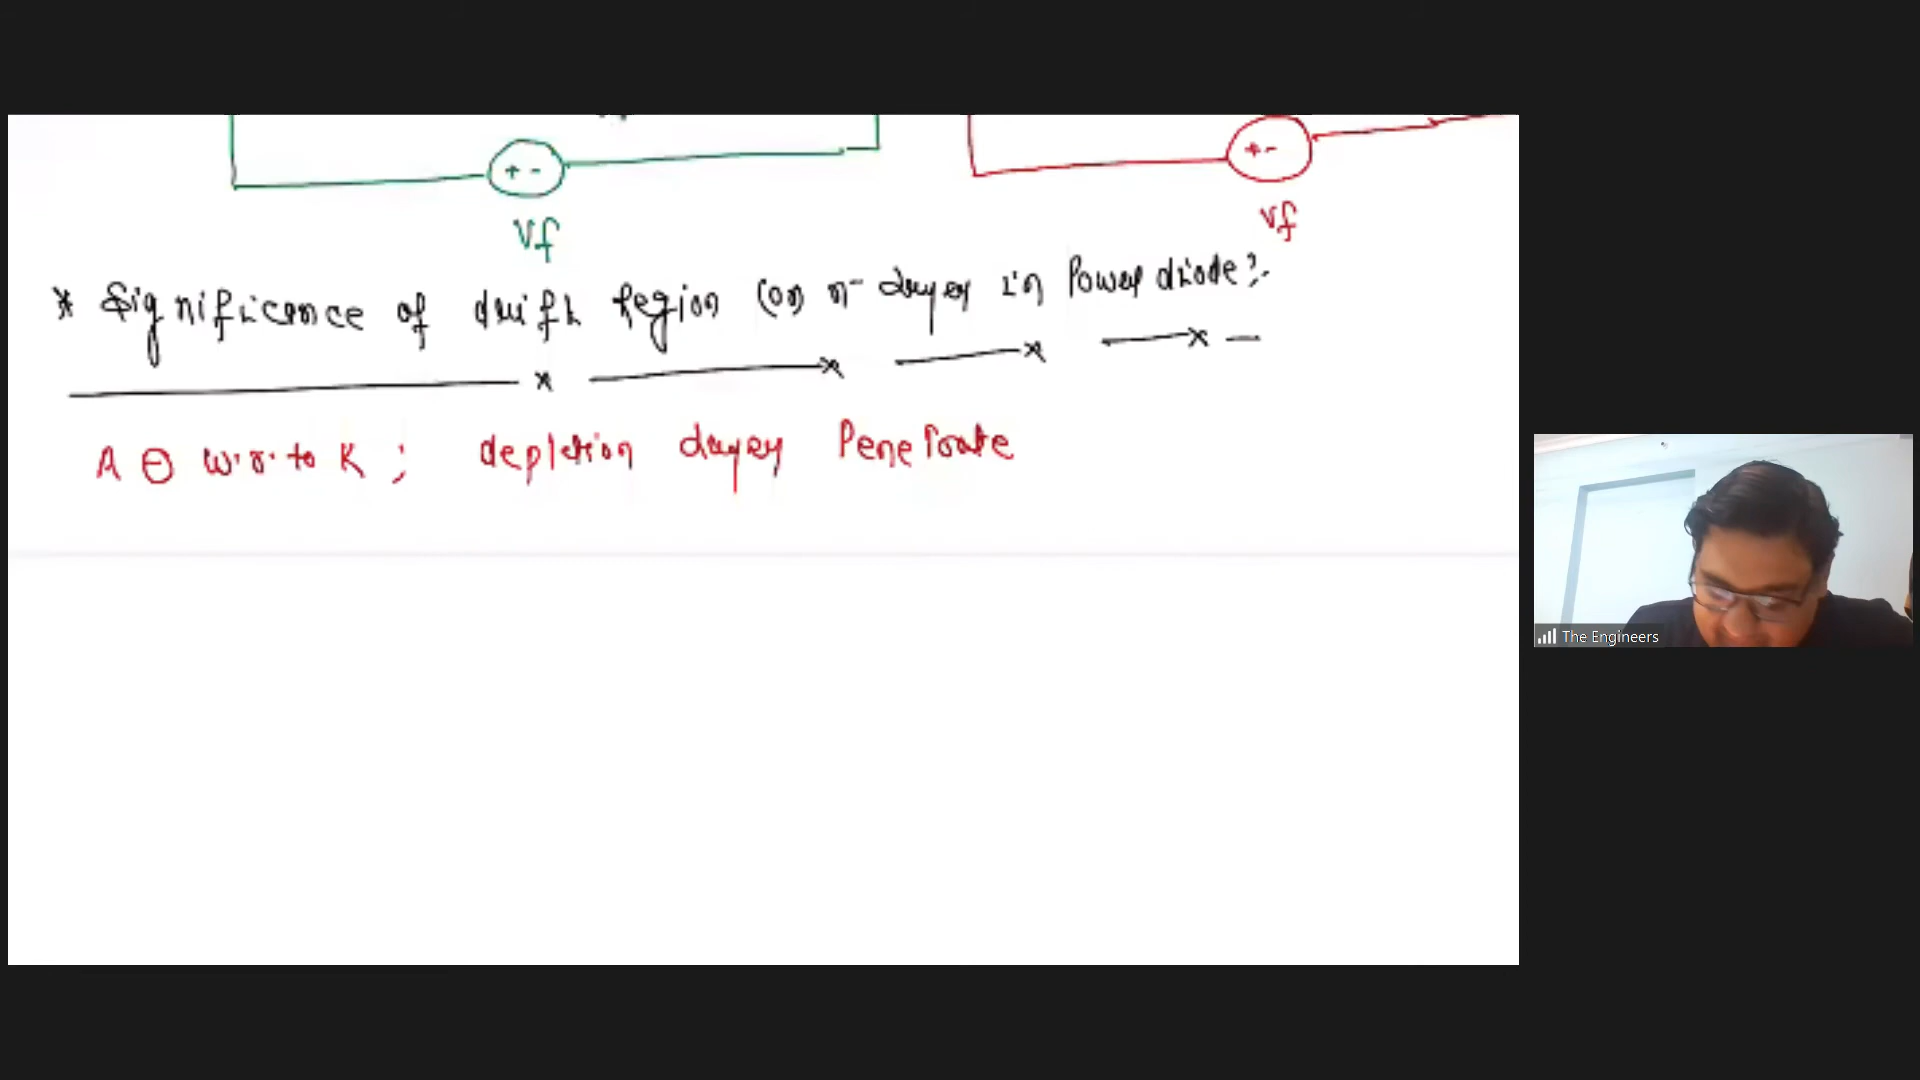 + -
Vf
+-
Vf
* Significance of drift region (or) n- layer in Power diode:-
A ⊖ w.r.to K ; depletion layer Penetrate
The Engineers